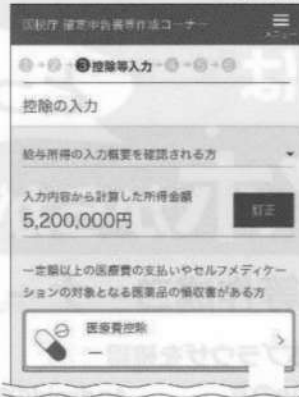 国税庁 確定申告書等作成コーナー
メニュー
①→②→❸控除等入力→④→⑤→⑥
控除の入力
給与所得の入力概要を確認される方
入力内容から計算した所得金額
5,200,000円
訂正
一定額以上の医療費の支払いやセルフメディケー
ションの対象となる医薬品の領収書がある方
医療費控除
ー